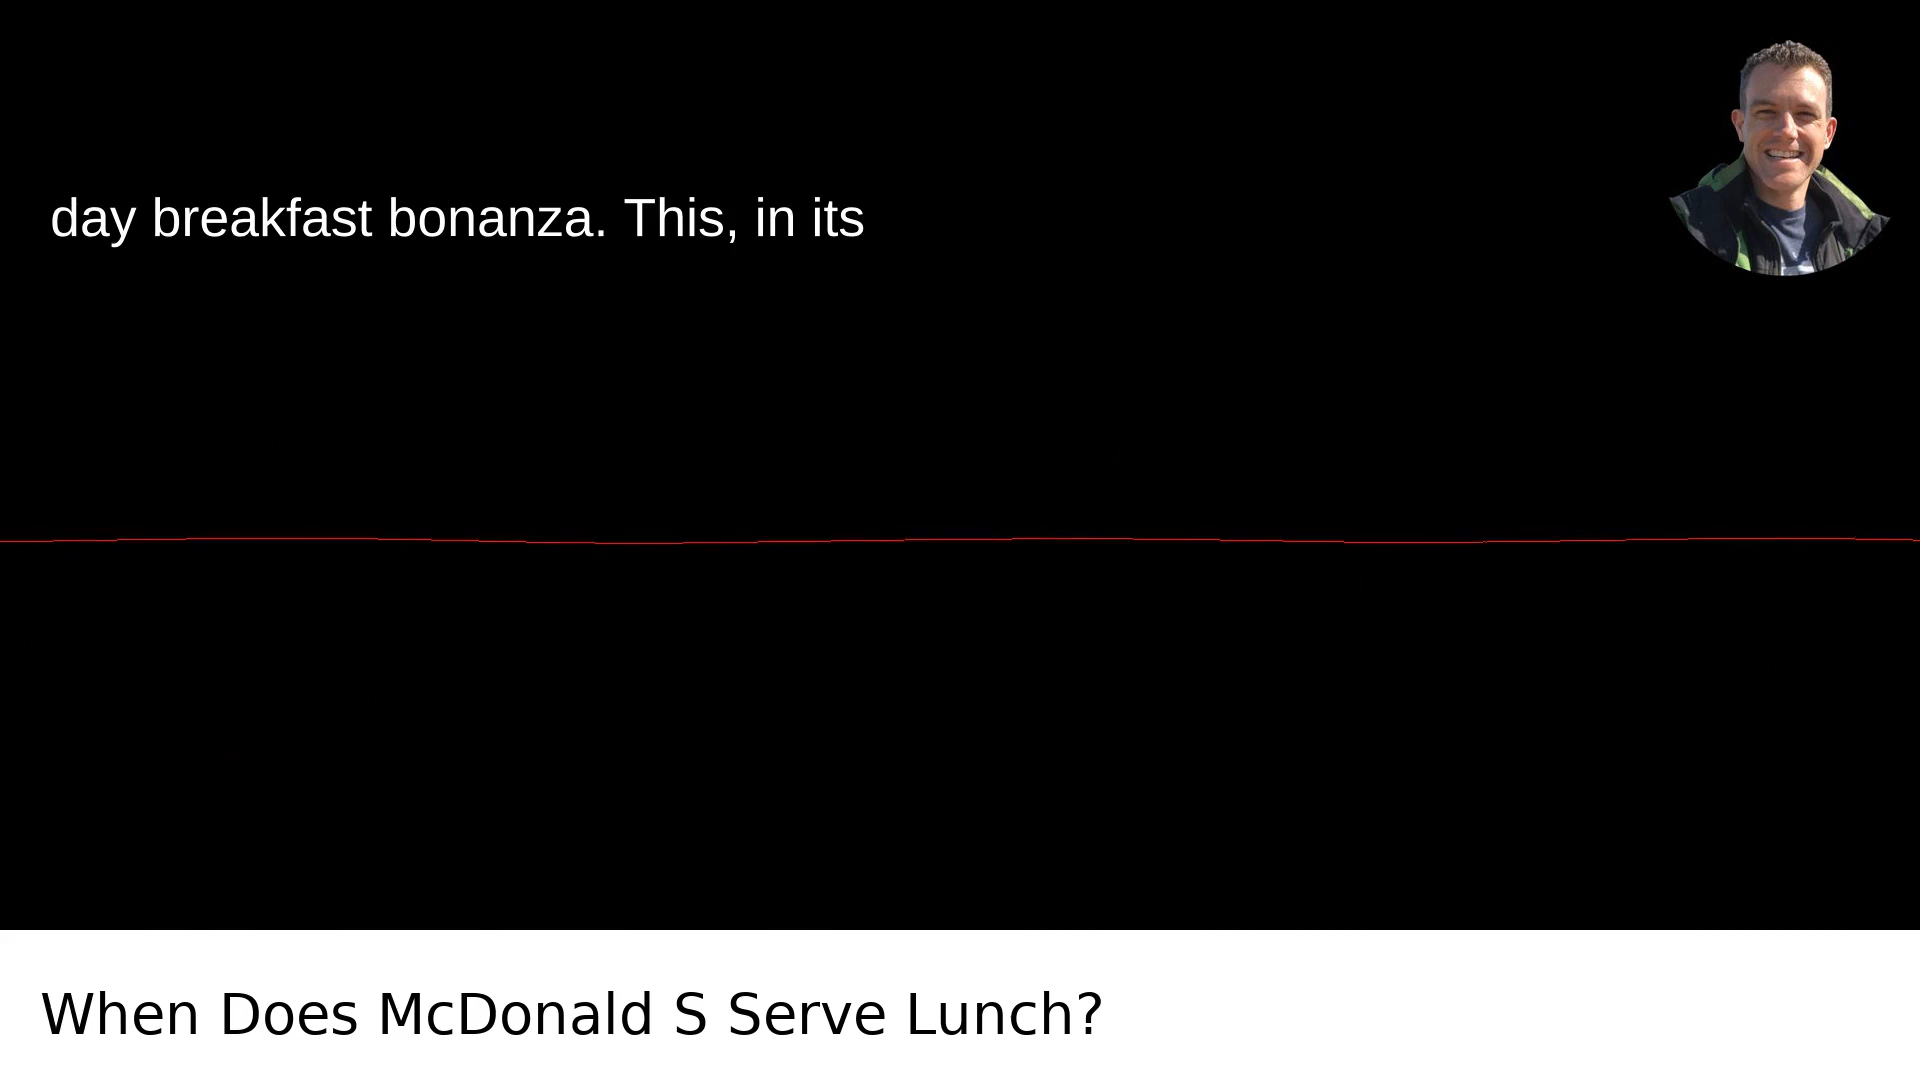 day breakfast bonanza. This, in its
When Does McDonald S Serve Lunch?